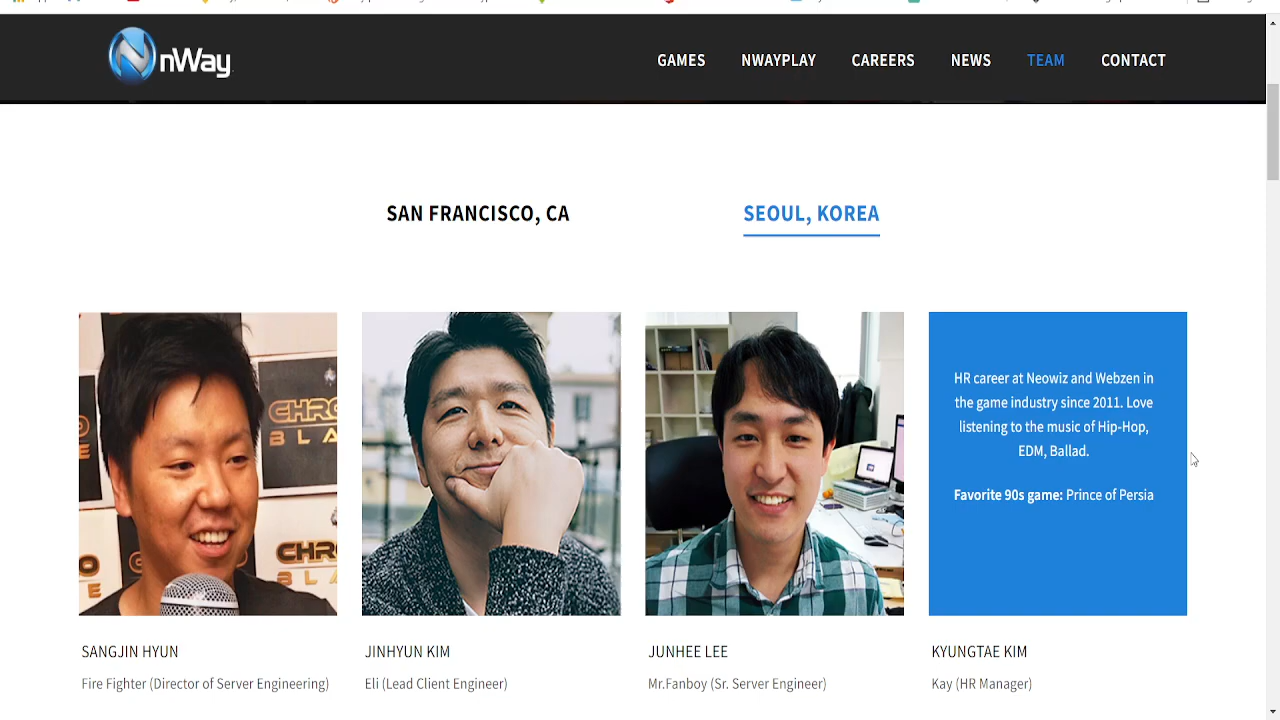 nWay
GAMES NWAYPLAY CAREERS NEWS TEAM CONTACT
SAN FRANCISCO, CA SEOUL, KOREA
CHRO
BLA
CHRO
HR career at Neowiz and Webzen in
the game industry since 2011. Love
listening to the music of Hip-Hop,
EDM, Ballad.
Favorite 90s game: Prince of Persia
SANGJIN HYUN
Fire Fighter (Director of Server Engineering)
JINHYUN KIM
Eli (Lead Client Engineer)
JUNHEE LEE
Mr.Fanboy (Sr. Server Engineer)
KYUNGTAE KIM
Kay (HR Manager)